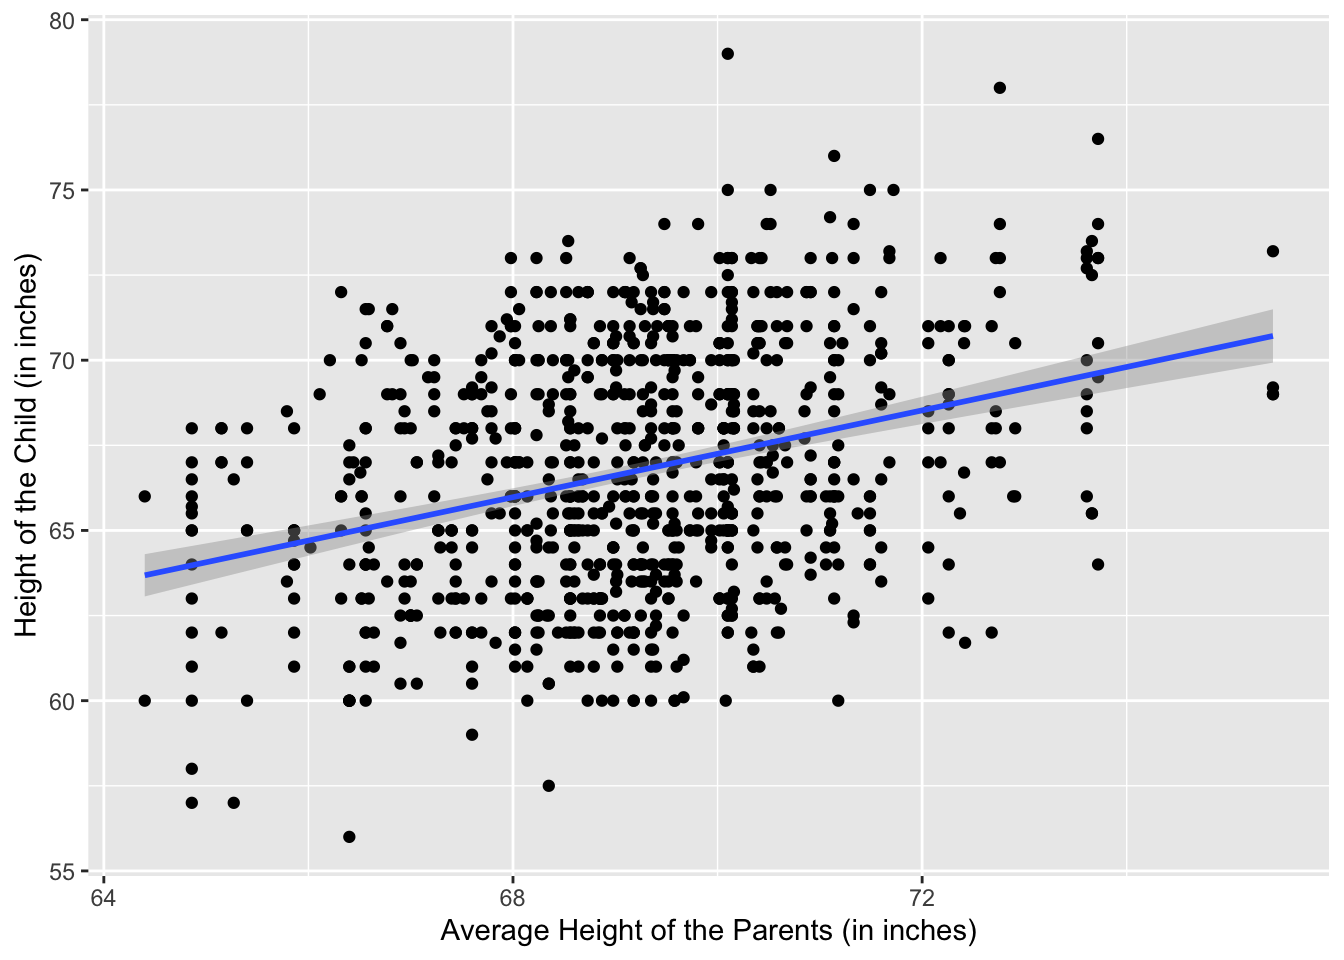 80
75
70
65
60
55
Height of the Child (in inches)
64 68 72
Average Height of the Parents (in inches)